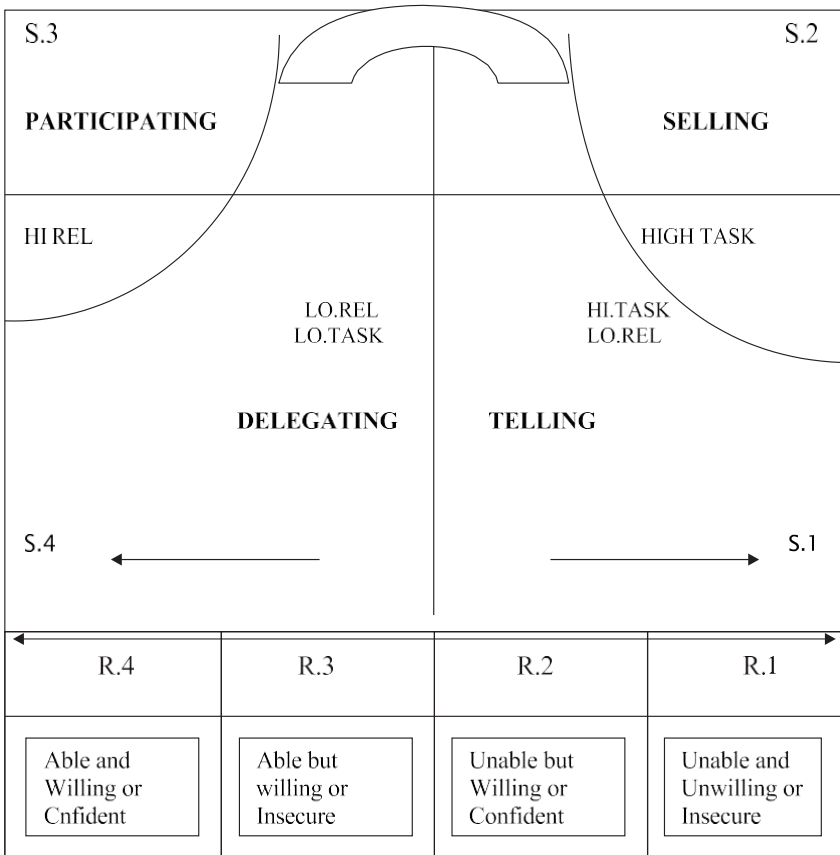 S.3
S.2
PARTICIPATING
SELLING
HI REL
HIGH TASK
LO.REL
LO.TASK
HI.TASK
LO.REL
DELEGATING
TELLING
S.4
S.1
R.4
R.3
R.2
R.1
Able and
Willing or
Cnfident
Able but
willing or
Insecure
Unable but
Willing or
Confident
Unable and
Unwilling or
Insecure